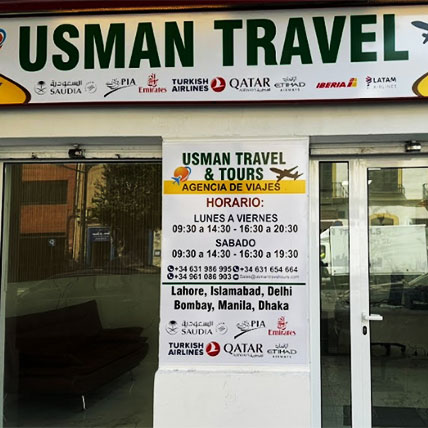 USMAN TRAVEL
السعودية SAUDIA PIA Emirates TURKISH AIRLINES QATAR AIRWAYS ETIHAD AIRWAYS IBERIA LATAM AIRLINES
USMAN TRAVEL
& TOURS
AGENCIA DE VIAJES
HORARIO:
LUNES A VIERNES
09:30 a 14:30 - 16:30 a 20:30
SABADO
09:30 a 14:30 - 16:30 a 19:30
+34 631 986 995 +34 631 654 664
+34 961 086 903
Lahore, Islamabad, Delhi
Bombay, Manila, Dhaka
السعودية SAUDIA PIA Emirates
TURKISH AIRLINES QATAR ETIHAD